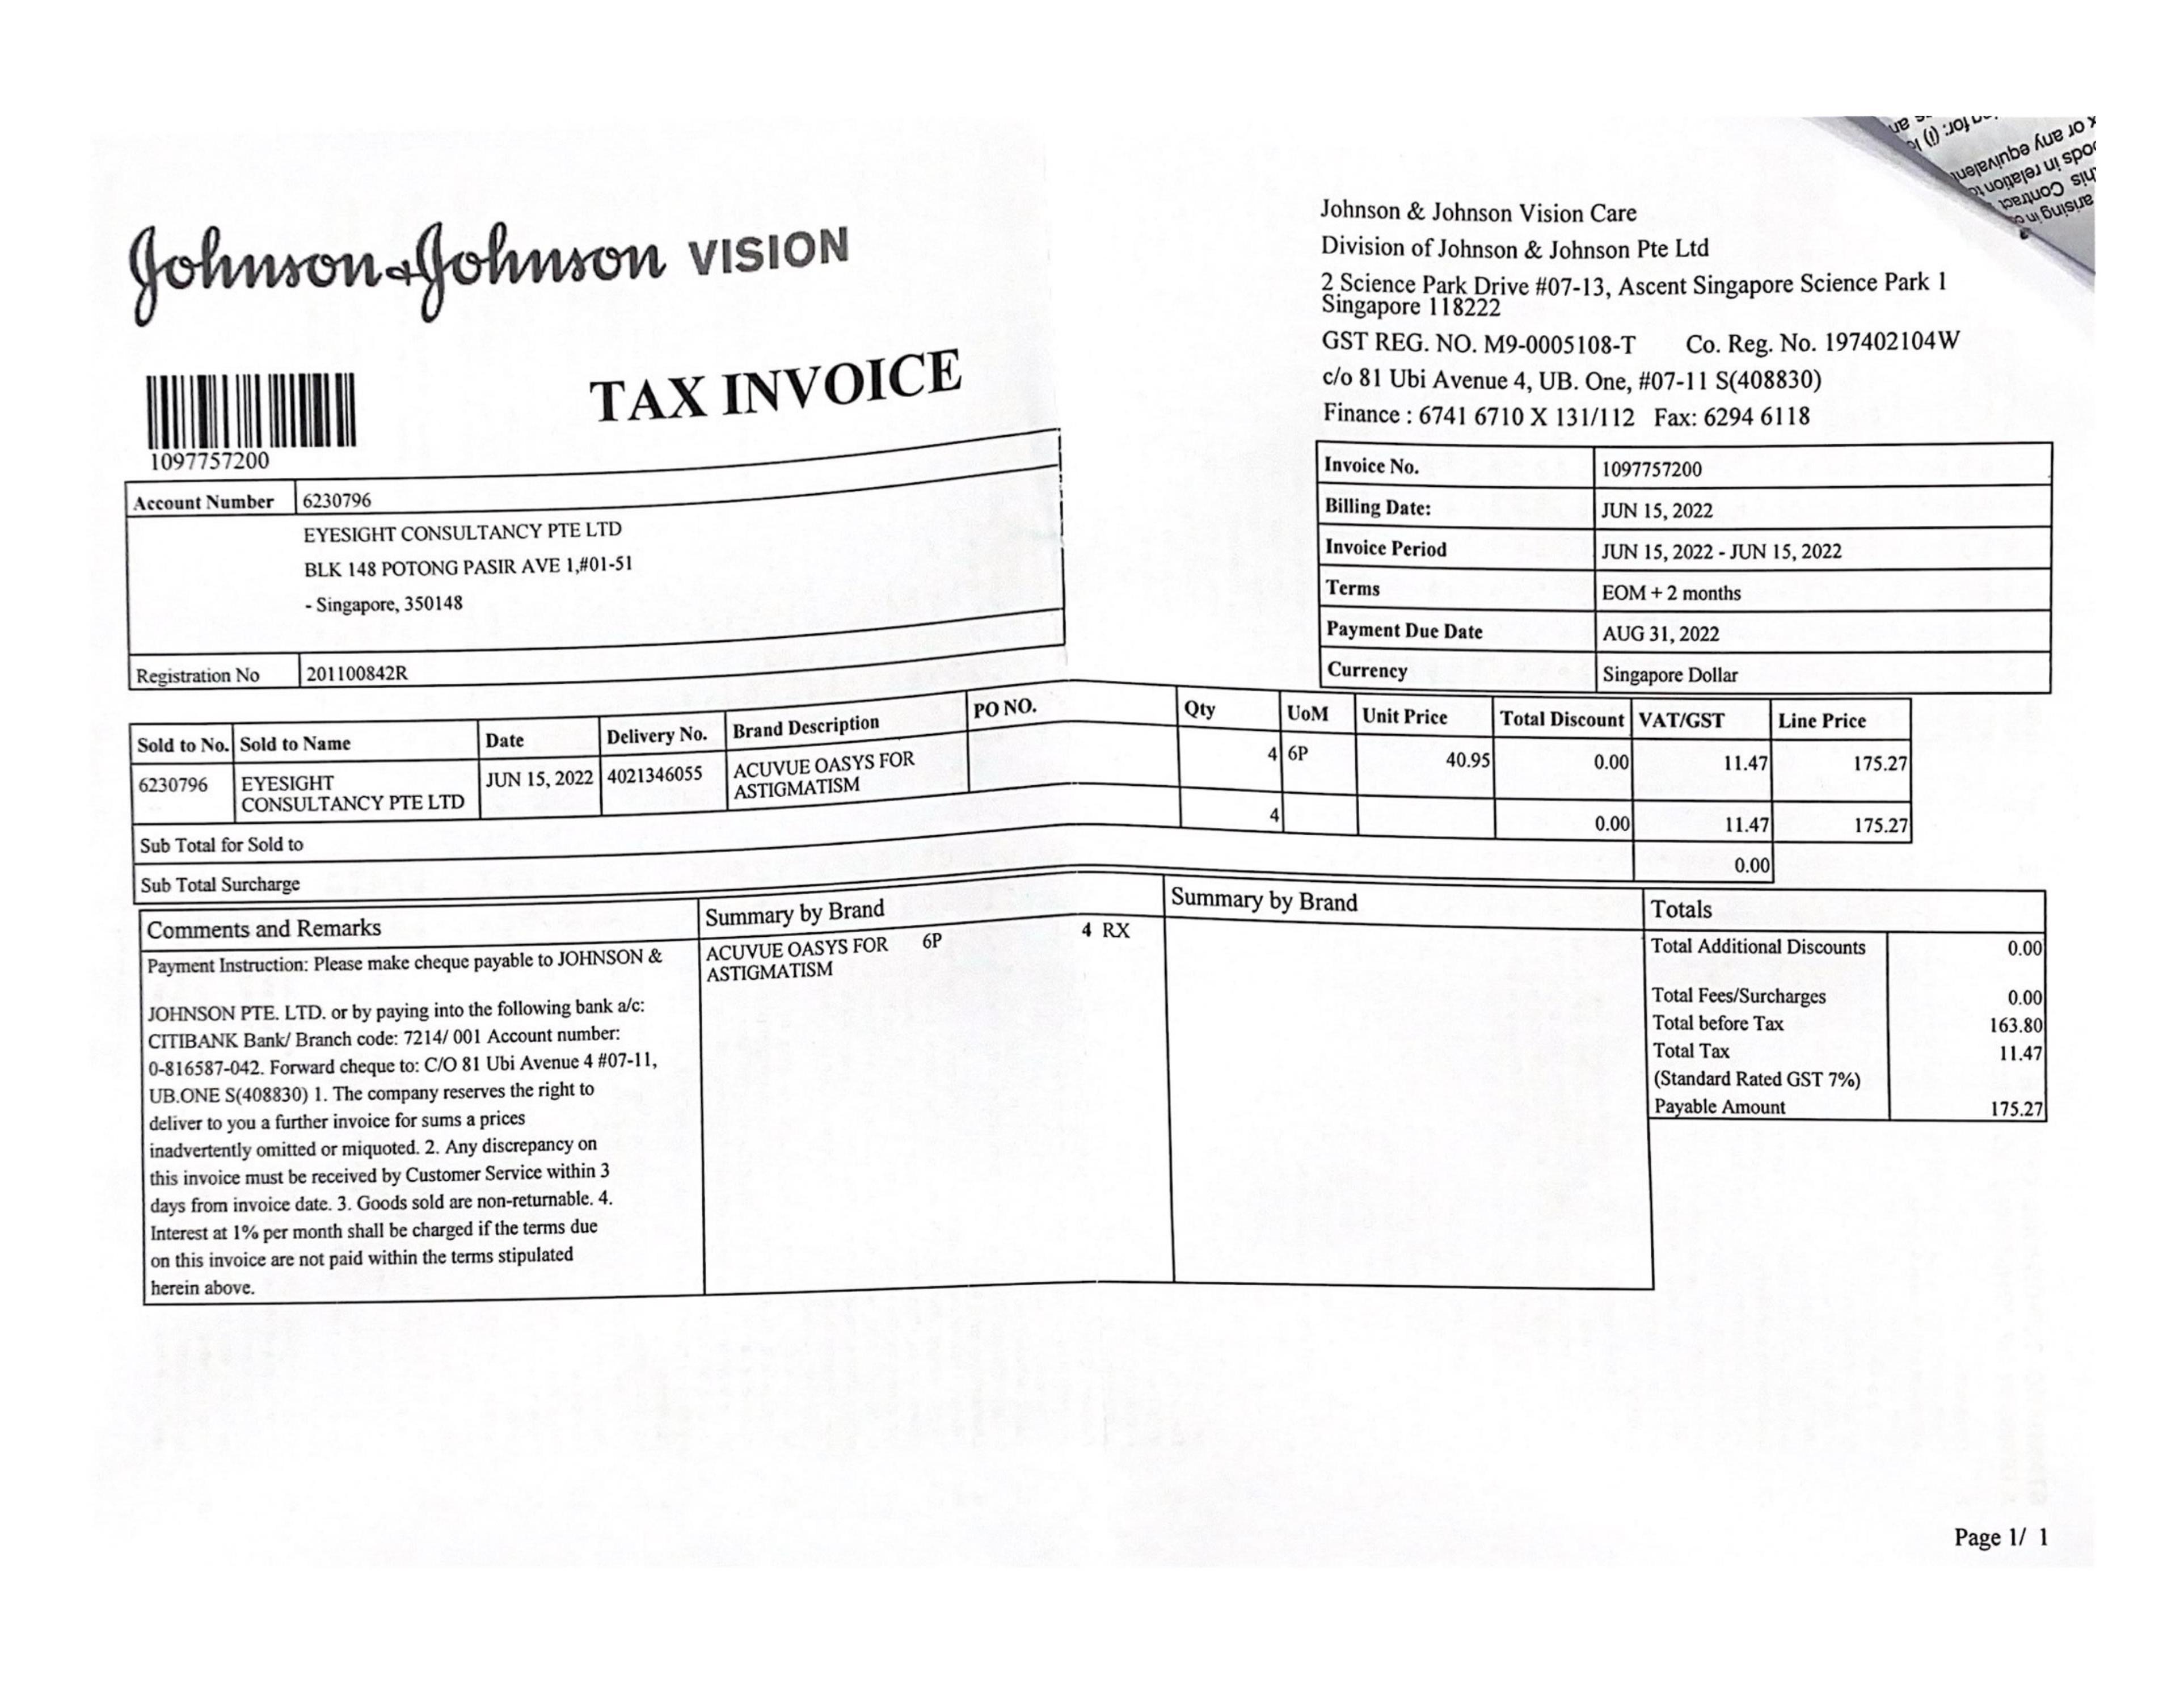 Johnson & Johnson VISION
TAX INVOICE
1097757200
Johnson & Johnson Vision Care
Division of Johnson & Johnson Pte Ltd
2 Science Park Drive #07-13, Ascent Singapore Science Park 1
Singapore 118222
GST REG. NO. M9-0005108-T Co. Reg. No. 197402104W
c/o 81 Ubi Avenue 4, UB. One, #07-11 S(408830)
Finance : 6741 6710 X 131/112 Fax: 6294 6118
Account Number 6230796
EYESIGHT CONSULTANCY PTE LTD
BLK 148 POTONG PASIR AVE 1,#01-51
- Singapore, 350148
Registration No 201100842R
Invoice No. 1097757200
Billing Date: JUN 15, 2022
Invoice Period JUN 15, 2022 - JUN 15, 2022
Terms EOM + 2 months
Payment Due Date AUG 31, 2022
Currency Singapore Dollar
Sold to No. Sold to Name Date Delivery No. Brand Description PO NO. Qty UoM Unit Price Total Discount VAT/GST Line Price
6230796 EYESIGHT JUN 15, 2022 4021346055 ACUVUE OASYS FOR 4 6P 40.95 0.00 11.47 175.27
CONSULTANCY PTE LTD ASTIGMATISM
Sub Total for Sold to 4 0.00 11.47 175.27
Sub Total Surcharge 0.00
Comments and Remarks
Payment Instruction: Please make cheque payable to JOHNSON &
JOHNSON PTE. LTD. or by paying into the following bank a/c:
CITIBANK Bank/ Branch code: 7214/ 001 Account number:
0-816587-042. Forward cheque to: C/O 81 Ubi Avenue 4 #07-11,
UB.ONE S(408830) 1. The company reserves the right to
deliver to you a further invoice for sums a prices
inadvertently omitted or miquoted. 2. Any discrepancy on
this invoice must be received by Customer Service within 3
days from invoice date. 3. Goods sold are non-returnable. 4.
Interest at 1% per month shall be charged if the terms due
on this invoice are not paid within the terms stipulated
herein above.
Summary by Brand
ACUVUE OASYS FOR 6P 4 RX
ASTIGMATISM
Summary by Brand
Totals
Total Additional Discounts 0.00
Total Fees/Surcharges 0.00
Total before Tax 163.80
Total Tax 11.47
(Standard Rated GST 7%)
Payable Amount 175.27
Page 1/ 1
arising in
this Contract
ods in relation
x or any
for: (i)